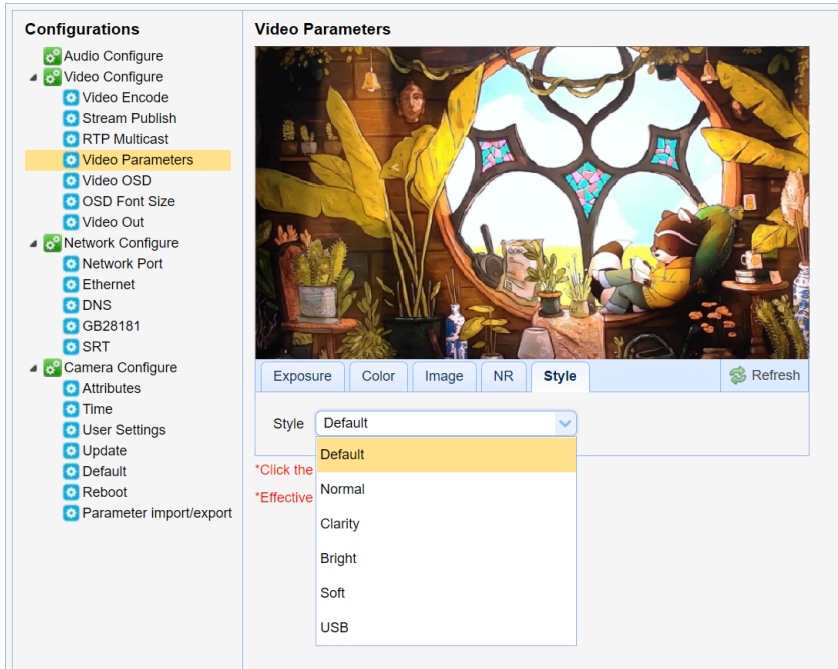 Configurations
Audio Configure
Video Configure
Video Encode
Stream Publish
RTP Multicast
Video Parameters
Video OSD
OSD Font Size
Video Out
Network Configure
Network Port
Ethernet
DNS
GB28181
SRT
Camera Configure
Attributes
Time
User Settings
Update
Default
Reboot
Parameter import/export
Video Parameters
Exposure Color Image NR Style Refresh
Style Default
Default
*Click the
Normal
*Effective
Clarity
Bright
Soft
USB